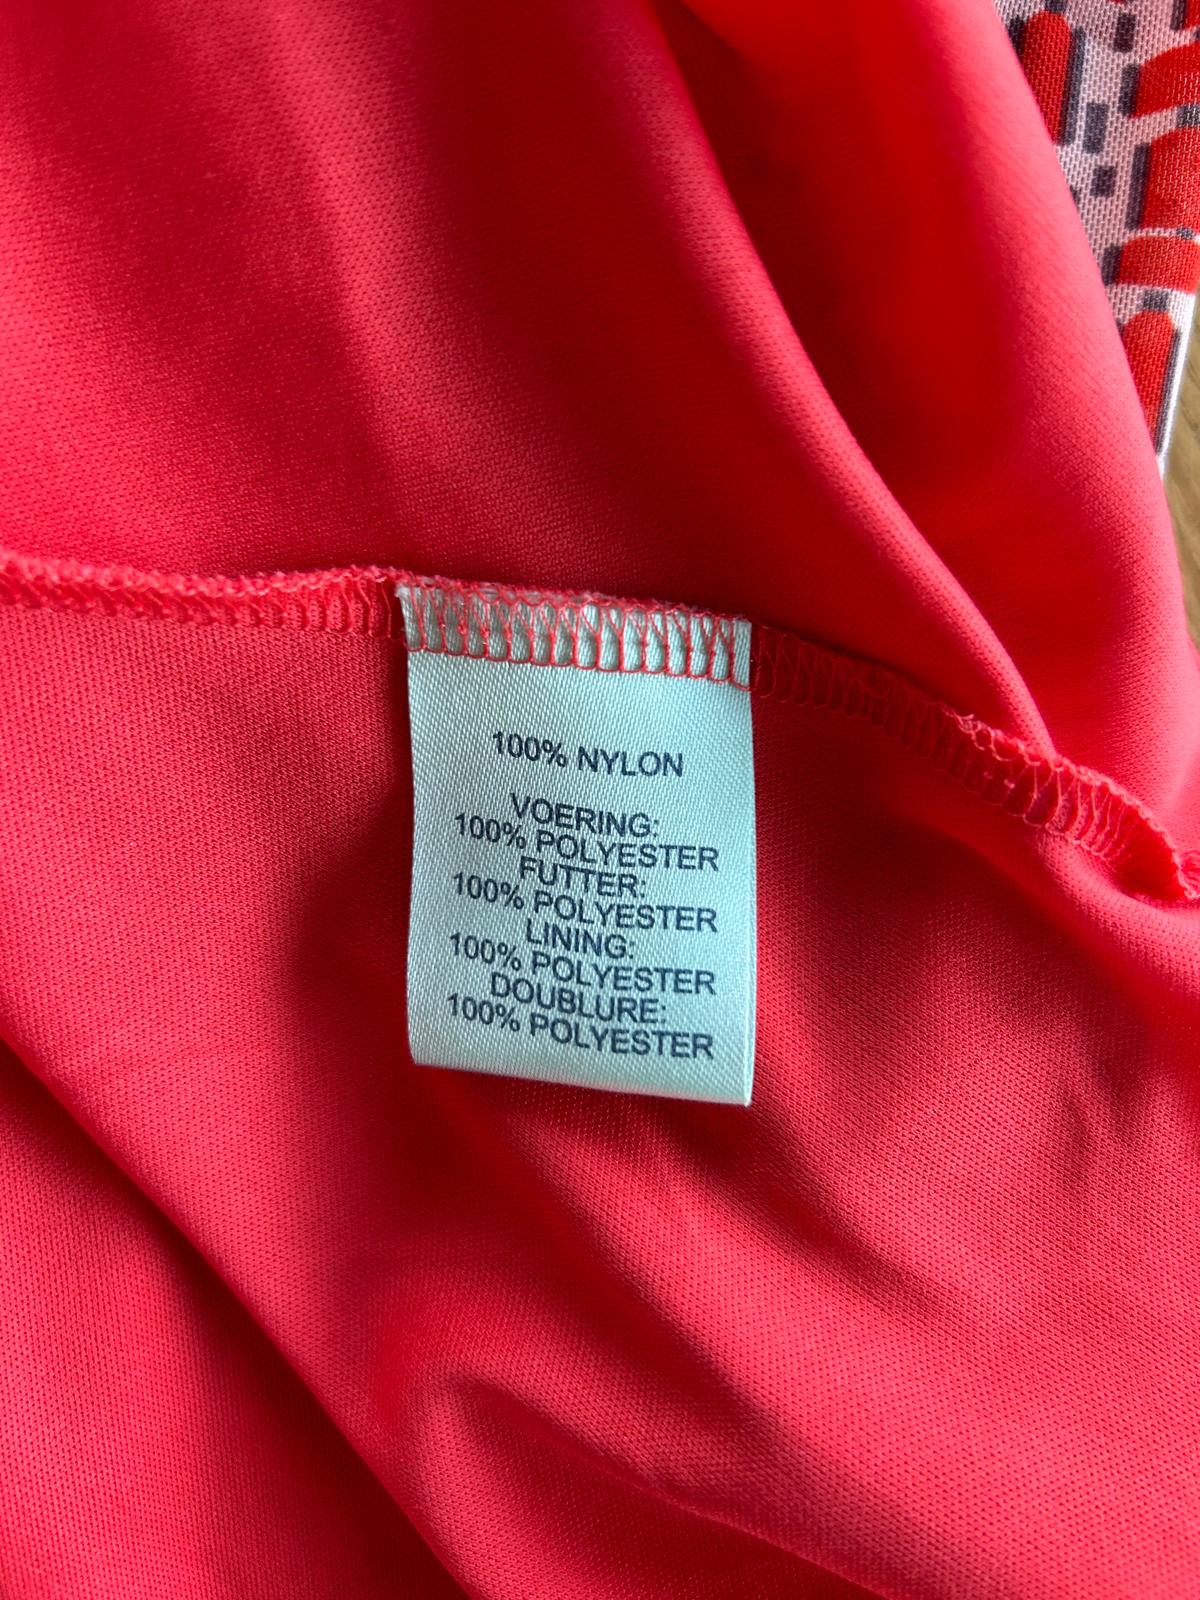 100% NYLON
VOERING:
100% POLYESTER
FUTTER:
100% POLYESTER
LINING:
100% POLYESTER
DOUBLURE:
100% POLYESTER